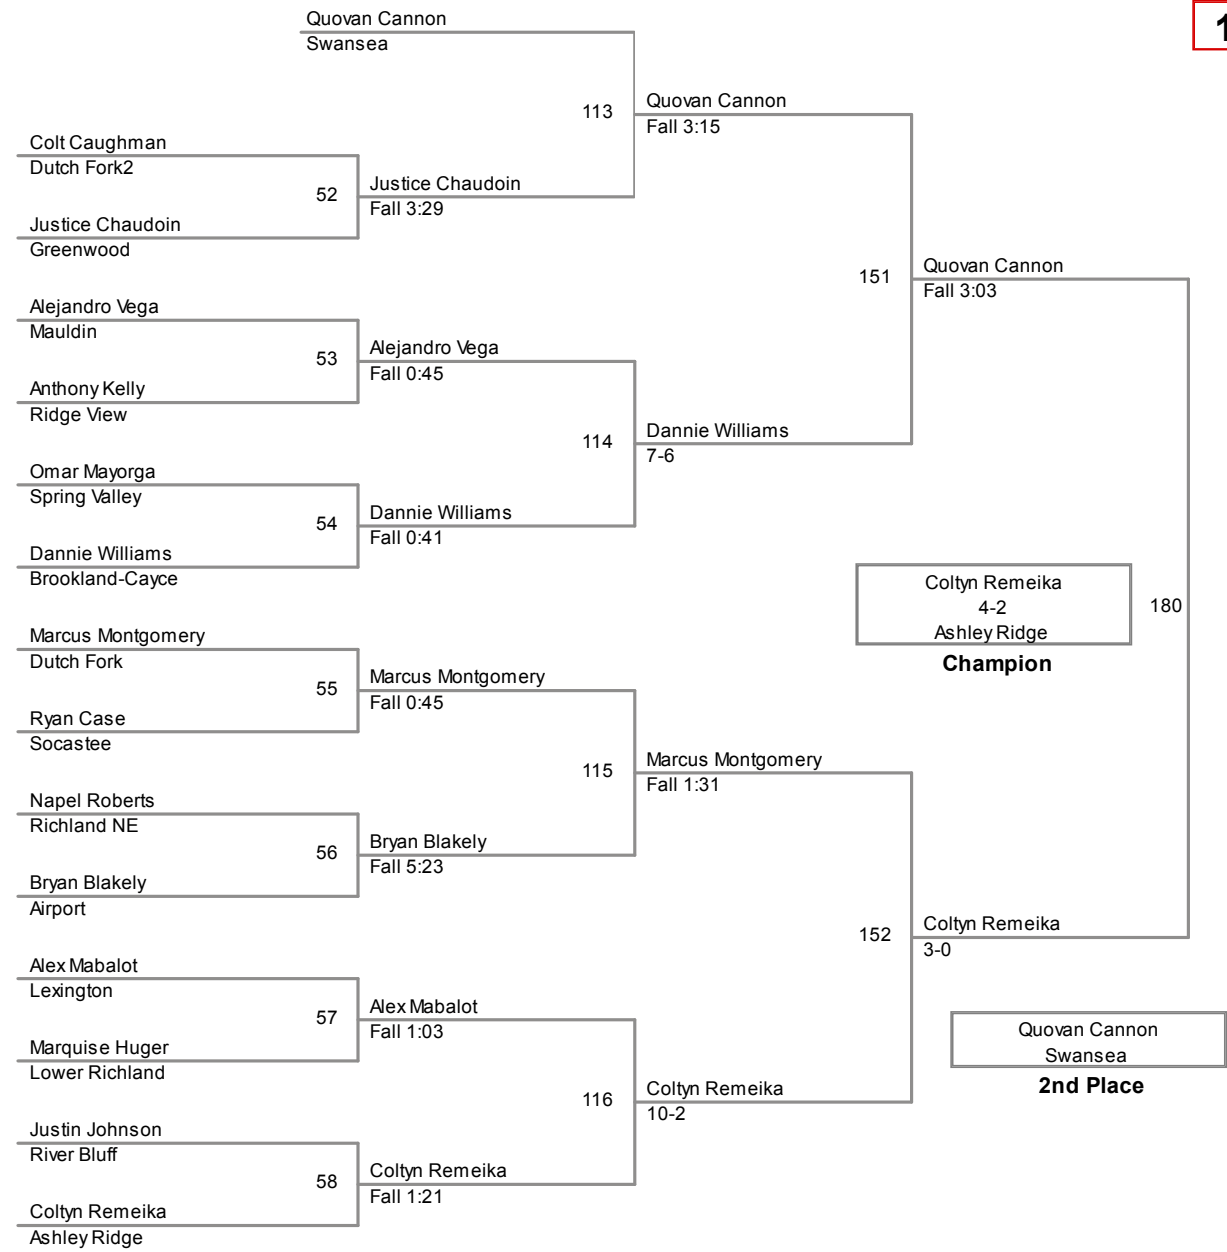 Quovan Cannon
Swansea
1
113
Quovan Cannon
Fall 3:15
Colt Caughman
Dutch Fork2
52
Justice Chaudoin
Fall 3:29
Justice Chaudoin
Greenwood
151
Quovan Cannon
Fall 3:03
Alejandro Vega
Mauldin
53
Alejandro Vega
Fall 0:45
Anthony Kelly
Ridge View
114
Dannie Williams
7-6
Omar Mayorga
Spring Valley
54
Dannie Williams
Fall 0:41
Dannie Williams
Brookland-Cayce
Coltyn Remeika
4-2
Ashley Ridge
Champion
180
Marcus Montgomery
Dutch Fork
55
Marcus Montgomery
Fall 0:45
Ryan Case
Socastee
115
Marcus Montgomery
Fall 1:31
Napel Roberts
Richland NE
56
Bryan Blakely
Fall 5:23
Bryan Blakely
Airport
152
Coltyn Remeika
3-0
Alex Mabalot
Lexington
57
Alex Mabalot
Fall 1:03
Marquise Huger
Lower Richland
Quovan Cannon
Swansea
2nd Place
116
Coltyn Remeika
10-2
Justin Johnson
River Bluff
58
Coltyn Remeika
Fall 1:21
Coltyn Remeika
Ashley Ridge